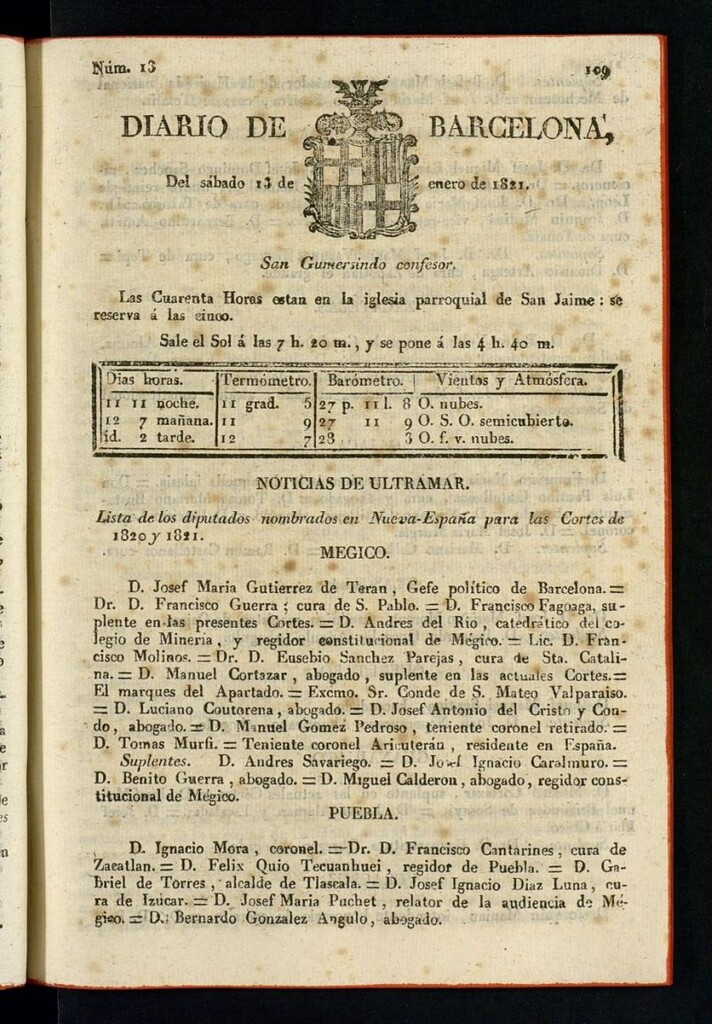 Núm. 13 109
DIARIO DE BARCELONA,
Del sábado 13 de enero de 1821.
San Gumersindo confesor.
Las Cuarenta Horas estan en la iglesia parroquial de San Jaime : se
reserva á las cinco.
Sale el Sol á las 7 h. 20 m., y se pone á las 4 h. 40 m.
Dias horas. Termómetro. Barómetro. Vientos y Atmósfera.
11 11 noche. 11 grad. 5 27 p. 11 l. 8 O. nubes.
12 7 mañana. 11 9 27 11 9 O. S. O. semicubierto.
id. 2 tarde. 12 7 28 3 O. f. v. nubes.
NOTICIAS DE ULTRAMAR.
Lista de los diputados nombrados en Nueva-España para las Cortes de
1820 y 1821.
MEGICO.
D. Josef Maria Gutierrez de Teran, Gefe político de Barcelona. =
Dr. D. Francisco Guerra ; cura de S. Pablo. = D. Francisco Fagoaga, su-
plente en las presentes Cortes. = D. Andres del Rio, catedrático del co-
legio de Minería, y regidor constitucional de Mégico. = Lic. D. Fran-
cisco Molinos. = Dr. D. Eusebio Sanchez Parejas, cura de Sta. Catali-
na. = D. Manuel Cortazar, abogado, suplente en las actuales Cortes. =
El marques del Apartado. = Excmo. Sr. Conde de S. Mateo Valparaiso.
= D. Luciano Coutorena, abogado. = D. Josef Antonio del Cristo y Con-
do, abogado. = D. Manuel Gomez Pedroso, teniente coronel retirado. =
D. Tomas Murfi. = Teniente coronel residente en España.
Suplentes. D. Andres Savariego. = D. Josef Ignacio Caralmuro. =
D. Benito Guerra, abogado. = D. Miguel Calderon, abogado, regidor cons-
titucional de Mégico.
PUEBLA.
D. Ignacio Mora, coronel. = Dr. D. Francisco Cantarines, cura de
Zacatlan. = D. Felix Quio Tecuanhuei, regidor de Puebla. = D. Ga-
briel de Torres, alcalde de Tlascala. = D. Josef Ignacio Diaz Luna, cu-
ra de Izúcar. = D. Josef Maria Puchet, relator de la audiencia de Mé-
gico. = D. Bernardo Gonzalez Angulo, abogado.